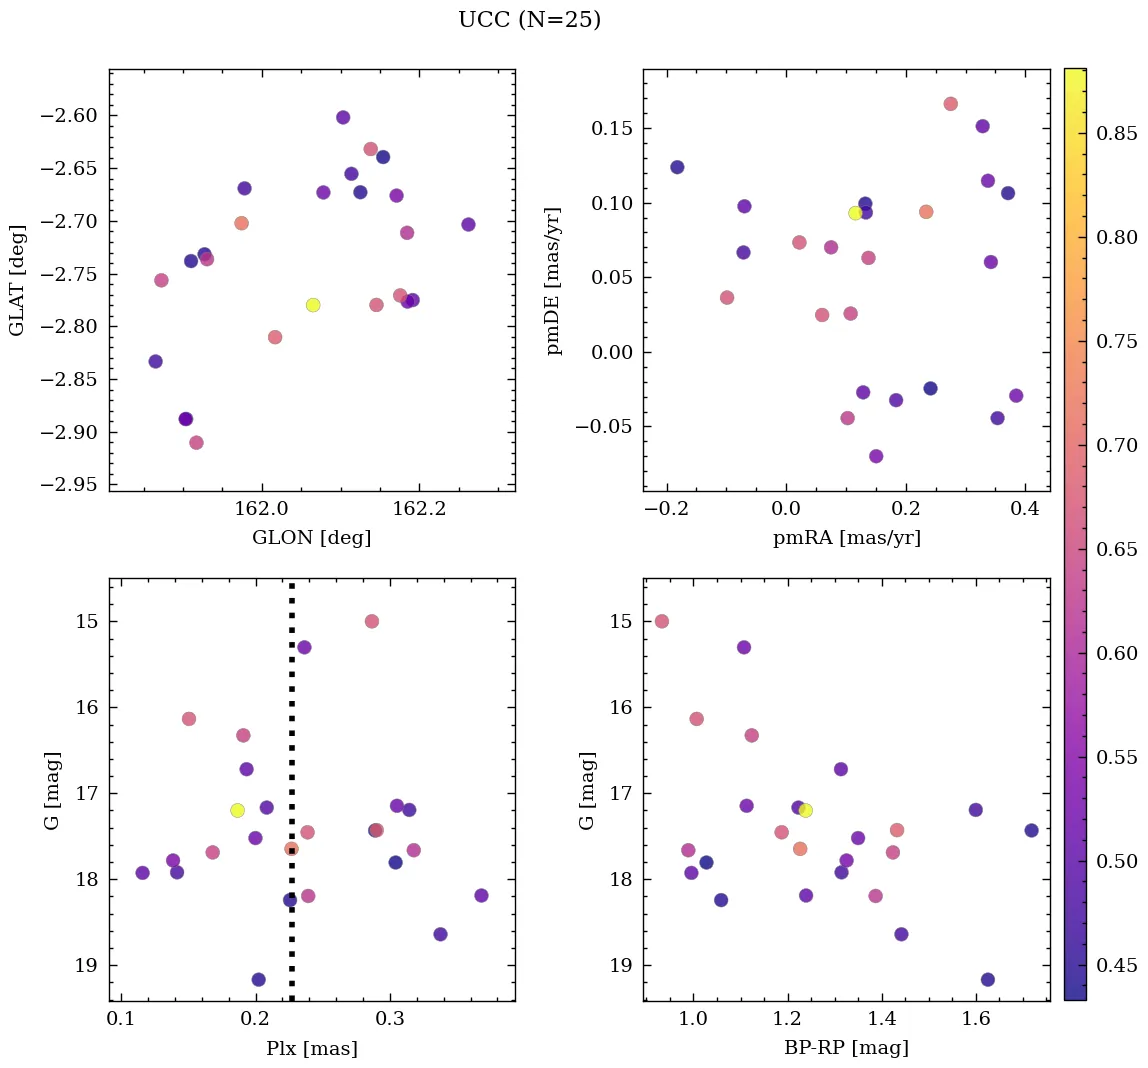 UCC (N=25)
−2.60
−2.65
−2.70
−2.75
−2.80
−2.85
−2.90
−2.95
GLAT [deg]
162.0 162.2
GLON [deg]
0.15
0.10
0.05
0.00
−0.05
pmDE [mas/yr]
−0.2 0.0 0.2 0.4
pmRA [mas/yr]
15
16
17
18
19
G [mag]
0.1 0.2 0.3
Plx [mas]
15
16
17
18
19
G [mag]
1.0 1.2 1.4 1.6
BP-RP [mag]
0.85
0.80
0.75
0.70
0.65
0.60
0.55
0.50
0.45